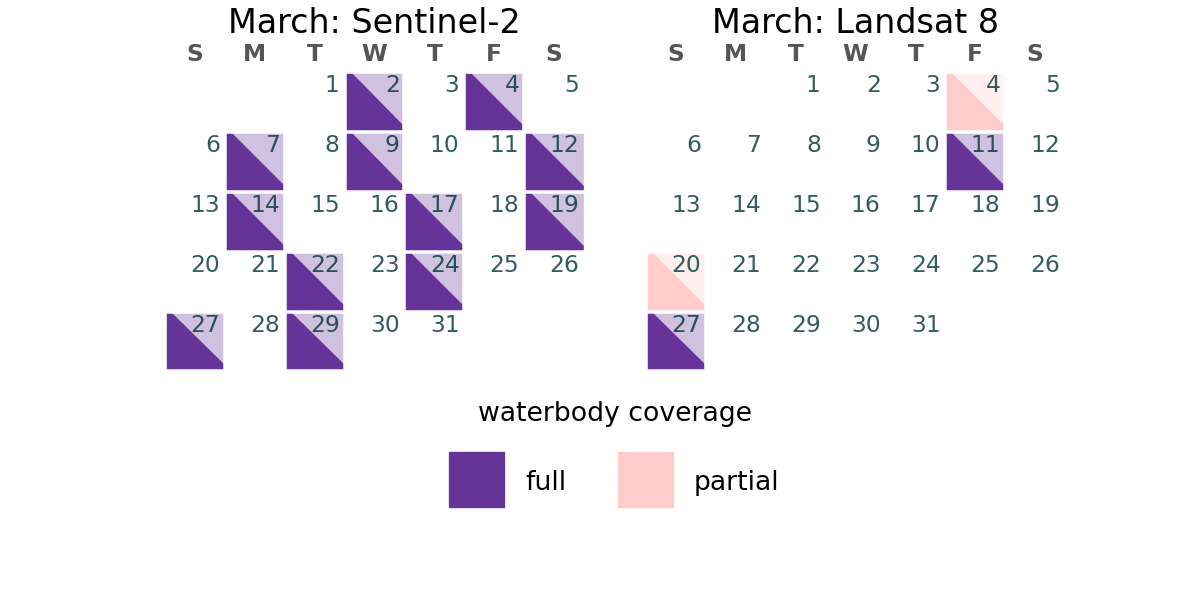 March: Sentinel-2
S M T W T F S
1 2 3 4 5
6 7 8 9 10 11 12
13 14 15 16 17 18 19
20 21 22 23 24 25 26
27 28 29 30 31
March: Landsat 8
S M T W T F S
1 2 3 4 5
6 7 8 9 10 11 12
13 14 15 16 17 18 19
20 21 22 23 24 25 26
27 28 29 30 31
waterbody coverage
full
partial